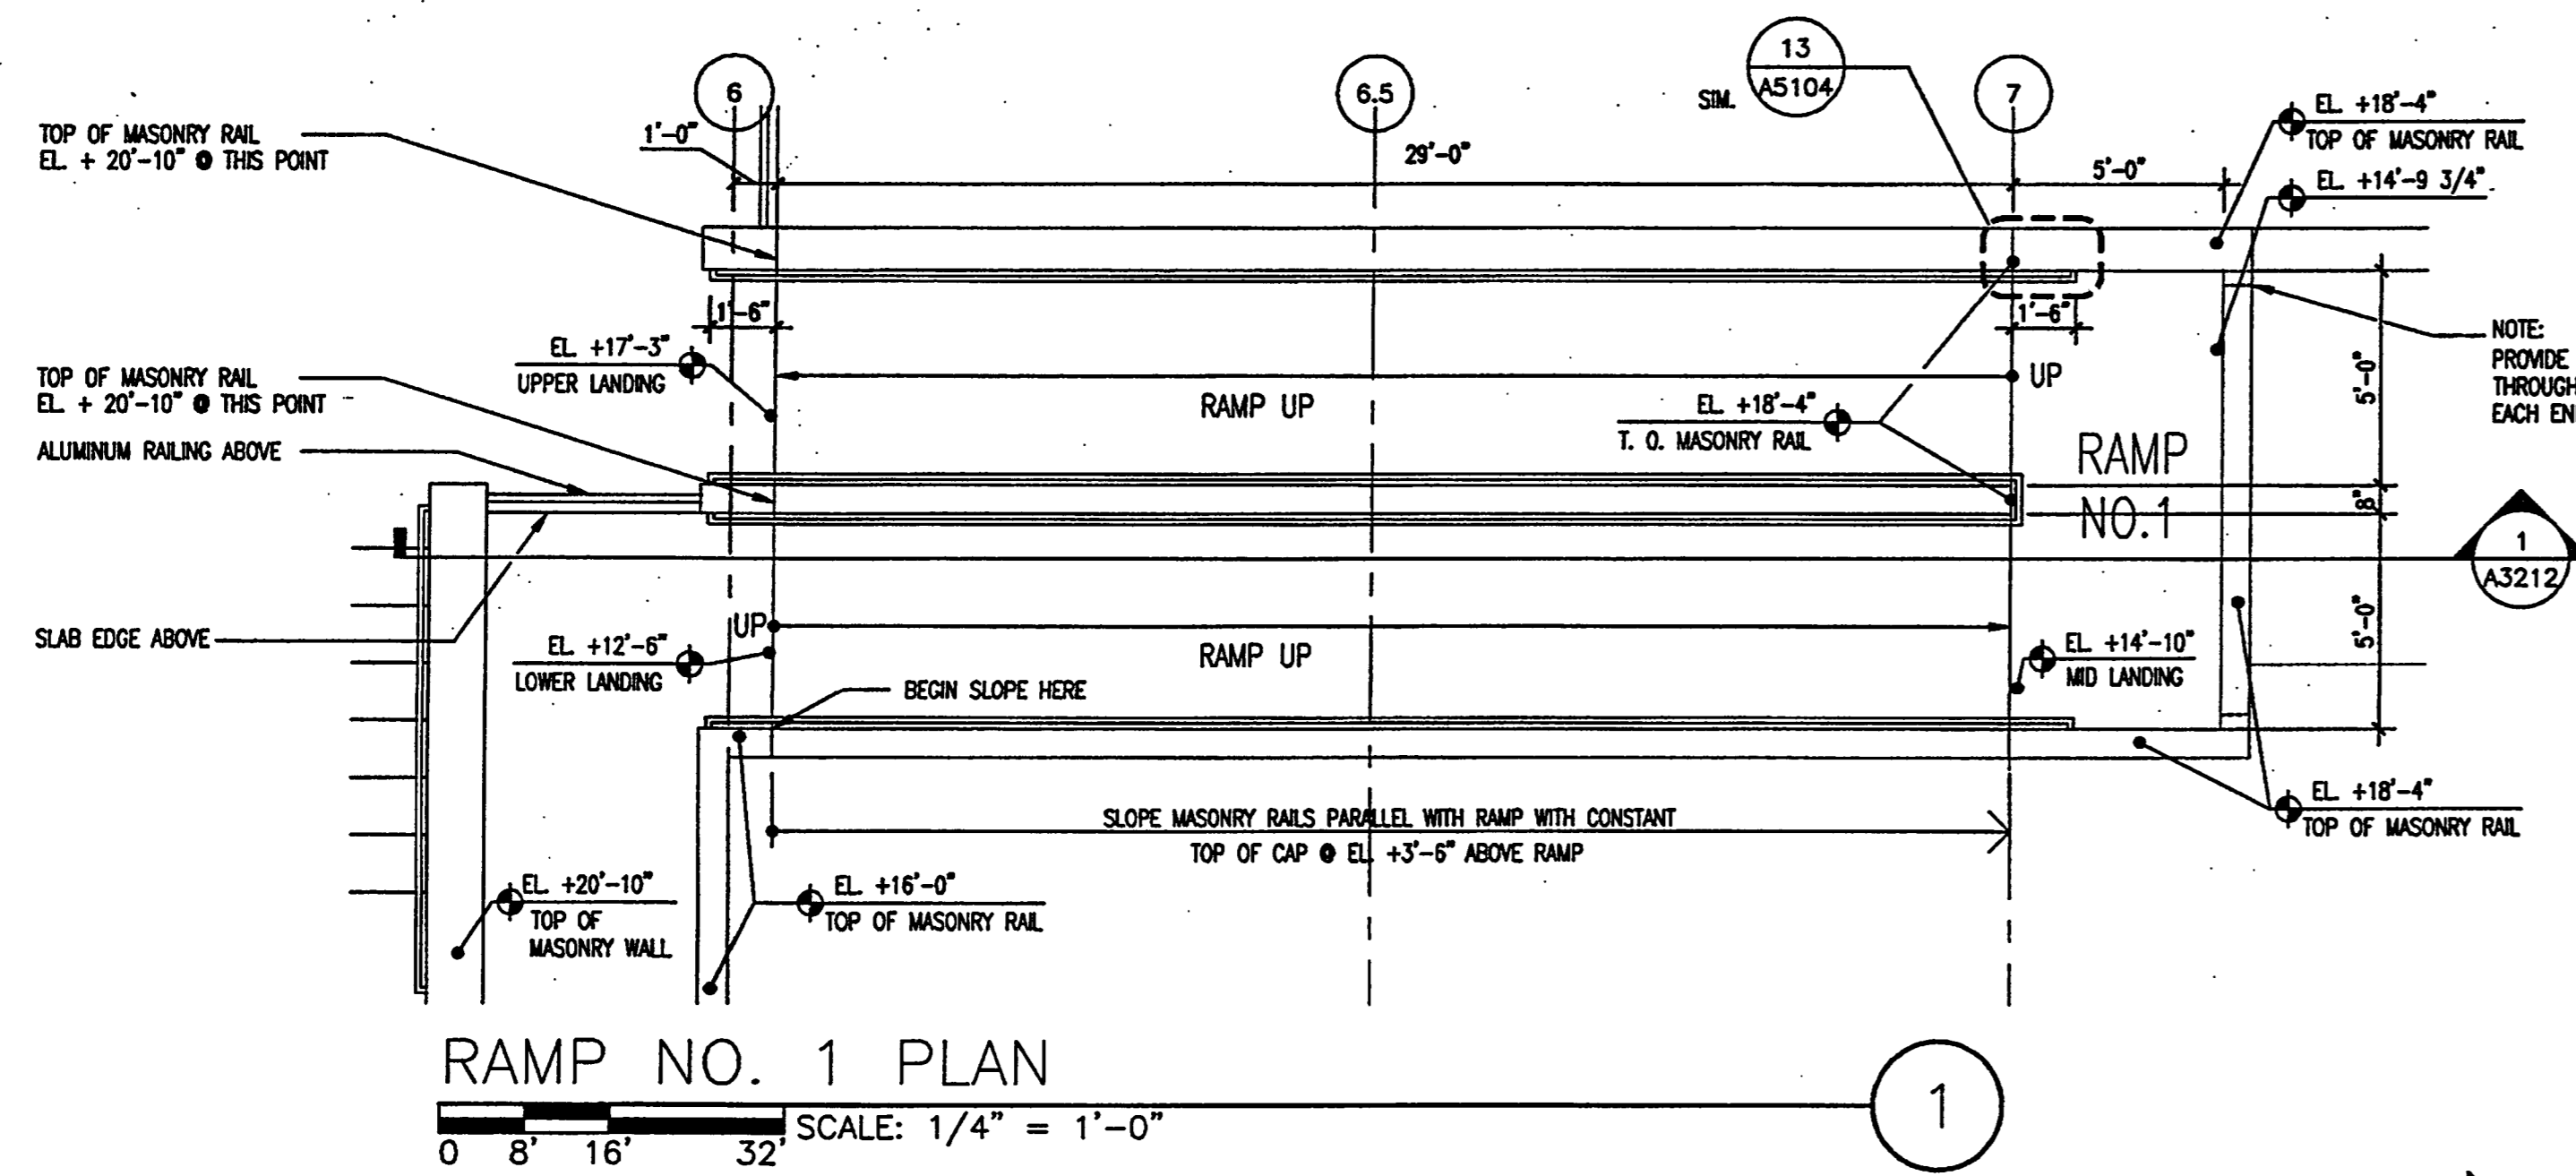 6
6.5
13
A5104
SIM.
7
EL. +18'-4"
TOP OF MASONRY RAIL
EL. +14'-9 3/4"
TOP OF MASONRY RAIL
EL. + 20'-10" @ THIS POINT
1'-0"
29'-0"
5'-0"
1'-6"
1'-6"
NOTE:
PROVIDE
THROUGH
EACH EN
EL. +17'-3"
UPPER LANDING
TOP OF MASONRY RAIL
EL. + 20'-10" @ THIS POINT
ALUMINUM RAILING ABOVE
RAMP UP
UP
EL. +18'-4"
T. O. MASONRY RAIL
RAMP
NO.1
5'-0"
8"
5'-0"
1
A3212
SLAB EDGE ABOVE
UP
RAMP UP
EL. +12'-6"
LOWER LANDING
BEGIN SLOPE HERE
EL. +14'-10"
MID LANDING
SLOPE MASONRY RAILS PARALLEL WITH RAMP WITH CONSTANT
TOP OF CAP @ EL. +3'-6" ABOVE RAMP
EL. +18'-4"
TOP OF MASONRY RAIL
EL. +20'-10"
TOP OF
MASONRY WALL
EL. +16'-0"
TOP OF MASONRY RAIL
RAMP NO. 1 PLAN
1
SCALE: 1/4" = 1'-0"
0 8' 16' 32'